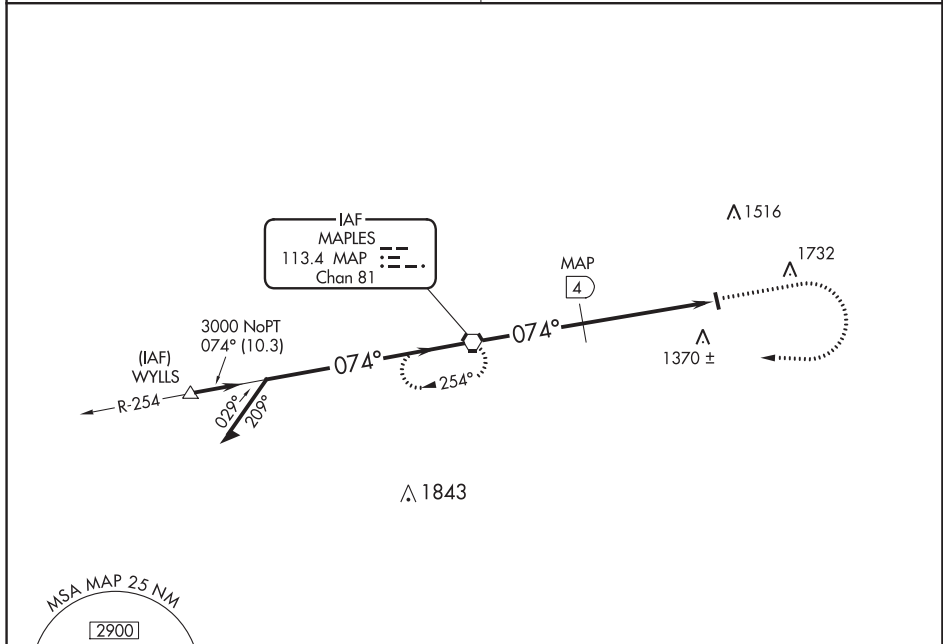 1516
IAF
MAPLES
113.4 MAP
Chan 81
1732
MAP
4
3000 NoPT
074° (10.3)
(IAF)
WYLLS
074°
074°
1370 ±
R-254
254°
029°
209°
1843
MSA MAP 25 NM
2900